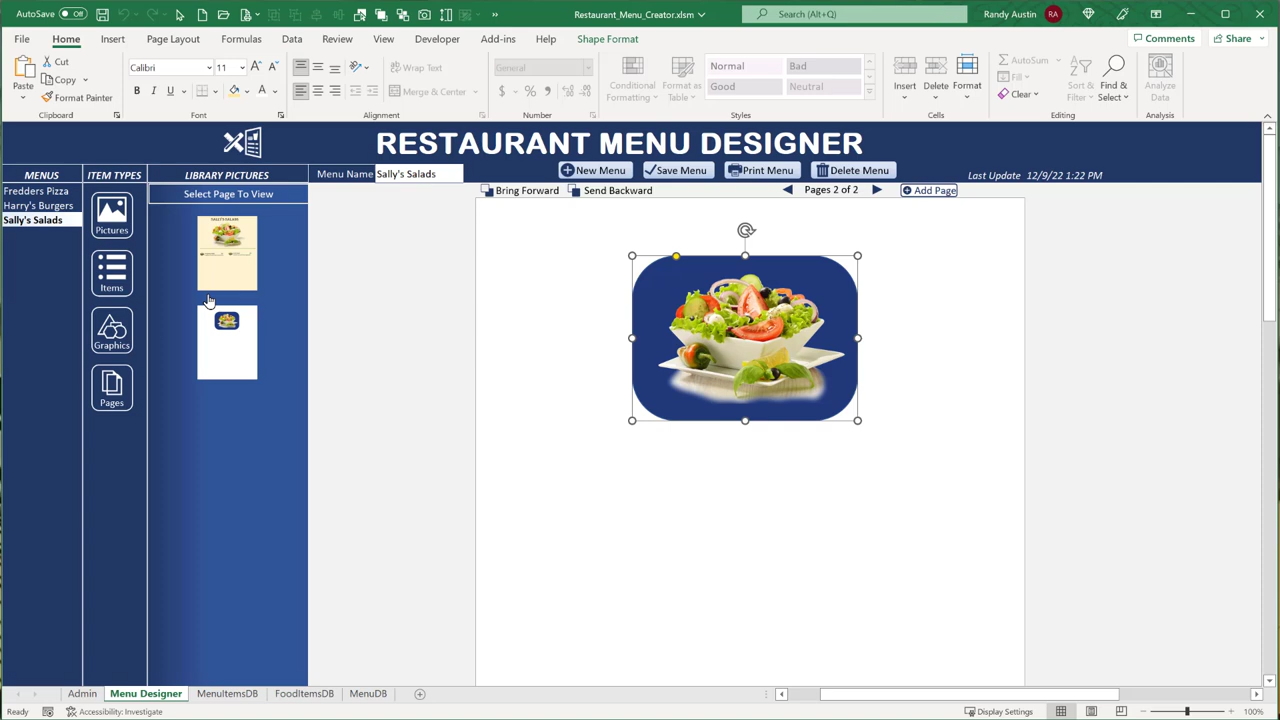 AutoSave Off
Restaurant_Menu_Creator.xlsm
Search (Alt+Q)
Randy Austin RA
File Home Insert Page Layout Formulas Data Review View Developer Add-ins Help Shape Format
Comments Share
Paste
Cut
Copy
Format Painter
Clipboard
Calibri 11
B I U
Font
Wrap Text
Merge & Center
Alignment
General
$ % 9
Number
Conditional Formatting
Format as Table
Normal Bad
Good Neutral
Styles
Insert Delete Format
Cells
AutoSum
Fill
Clear
Sort & Filter
Find & Select
Editing
Analyze Data
Analysis
RESTAURANT MENU DESIGNER
MENUS ITEM TYPES LIBRARY PICTURES Menu Name Sally's Salads New Menu Save Menu Print Menu Delete Menu Last Update 12/9/22 1:22 PM
Fredders Pizza
Harry's Burgers
Sally's Salads
Select Page To View
Bring Forward Send Backward Pages 2 of 2 Add Page
Pictures
Items
Graphics
Pages
SALLY'S SALADS
Admin Menu Designer MenuItemsDB FoodItemsDB MenuDB
Ready Accessibility: Investigate Display Settings 100%